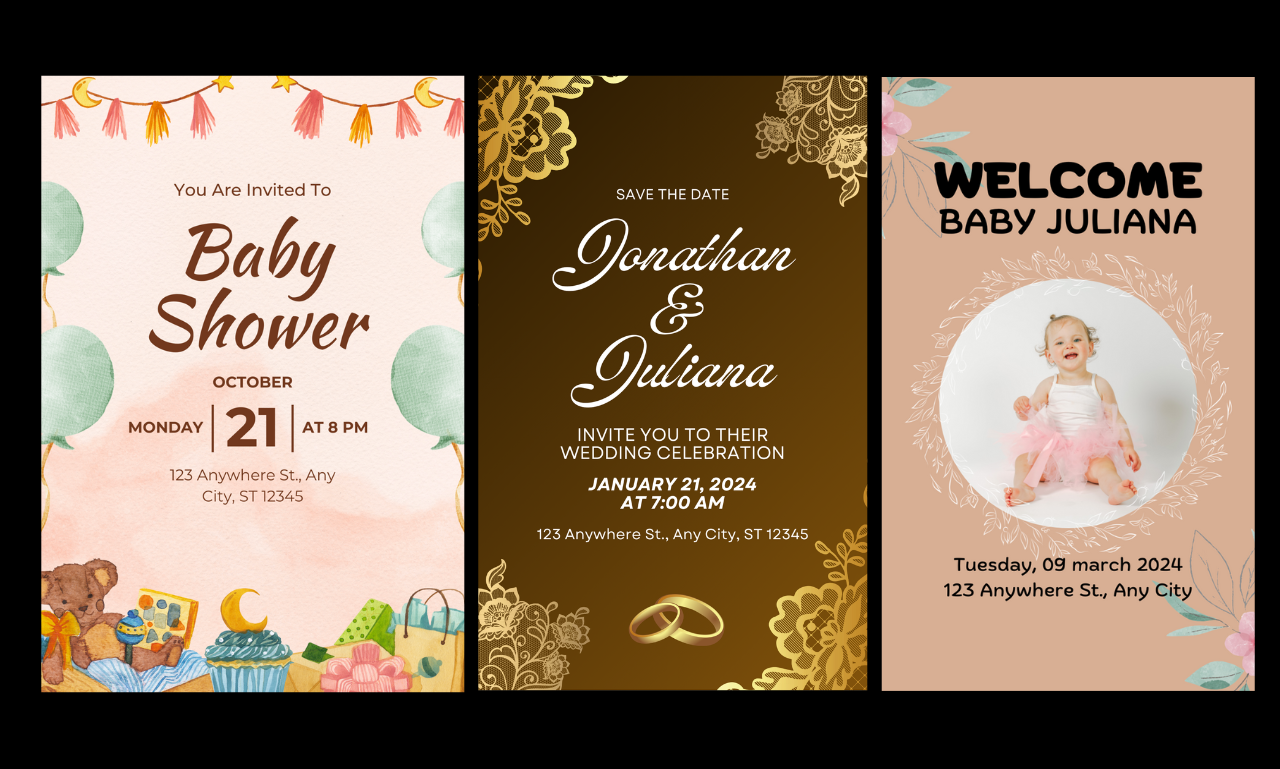 You Are Invited To
Baby
Shower
OCTOBER
MONDAY 21 AT 8 PM
123 Anywhere St., Any
City, ST 12345
SAVE THE DATE
Jonathan
&
Juliana
INVITE YOU TO THEIR
WEDDING CELEBRATION
JANUARY 21, 2024
AT 7:00 AM
123 Anywhere St., Any City, ST 12345
WELCOME
BABY JULIANA
Tuesday, 09 march 2024
123 Anywhere St., Any City